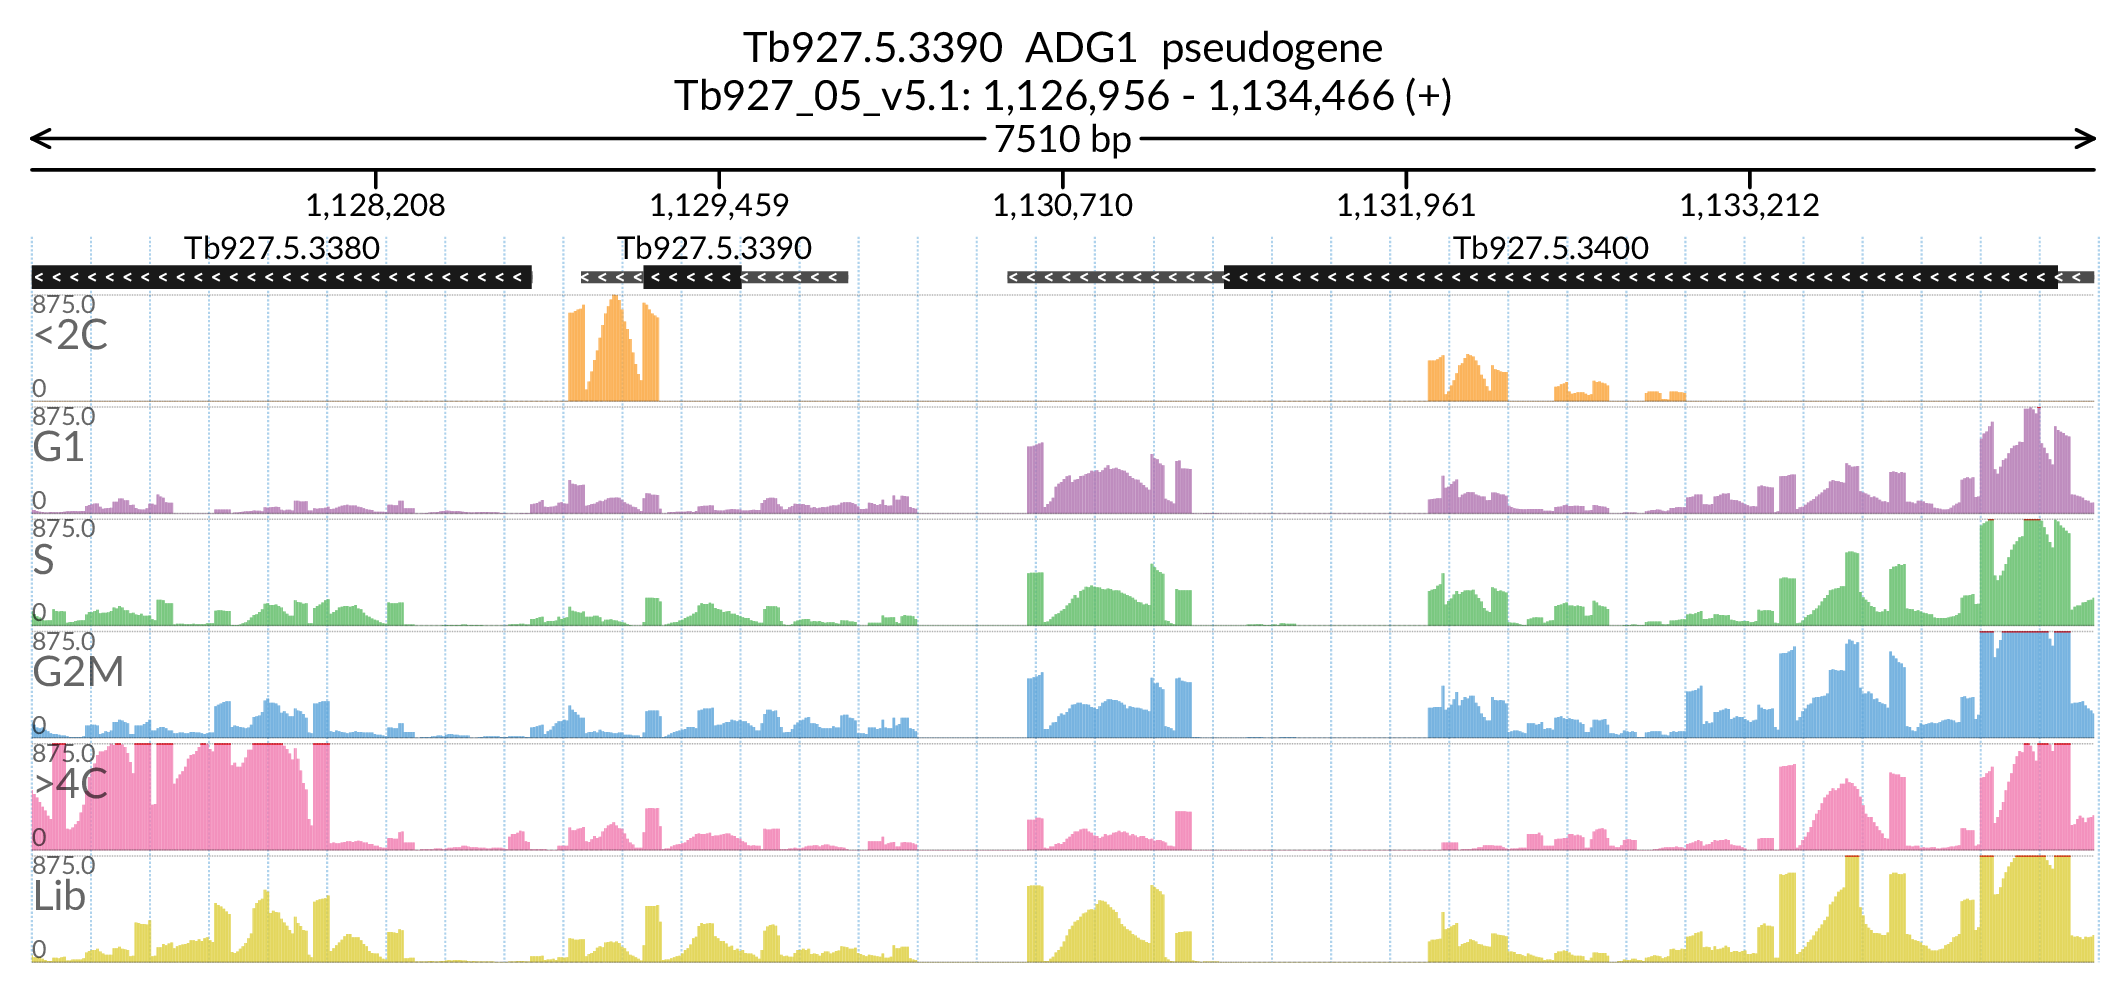 Tb927.5.3390 ADG1 pseudogene
Tb927_05_v5.1: 1,126,956 - 1,134,466 (+)
7510 bp
1,128,208 1,129,459 1,130,710 1,131,961 1,133,212
Tb927.5.3380 Tb927.5.3390 Tb927.5.3400
875.0
<2C
0
875.0
G1
0
875.0
S
0
875.0
G2M
0
875.0
>4C
0
875.0
Lib
0